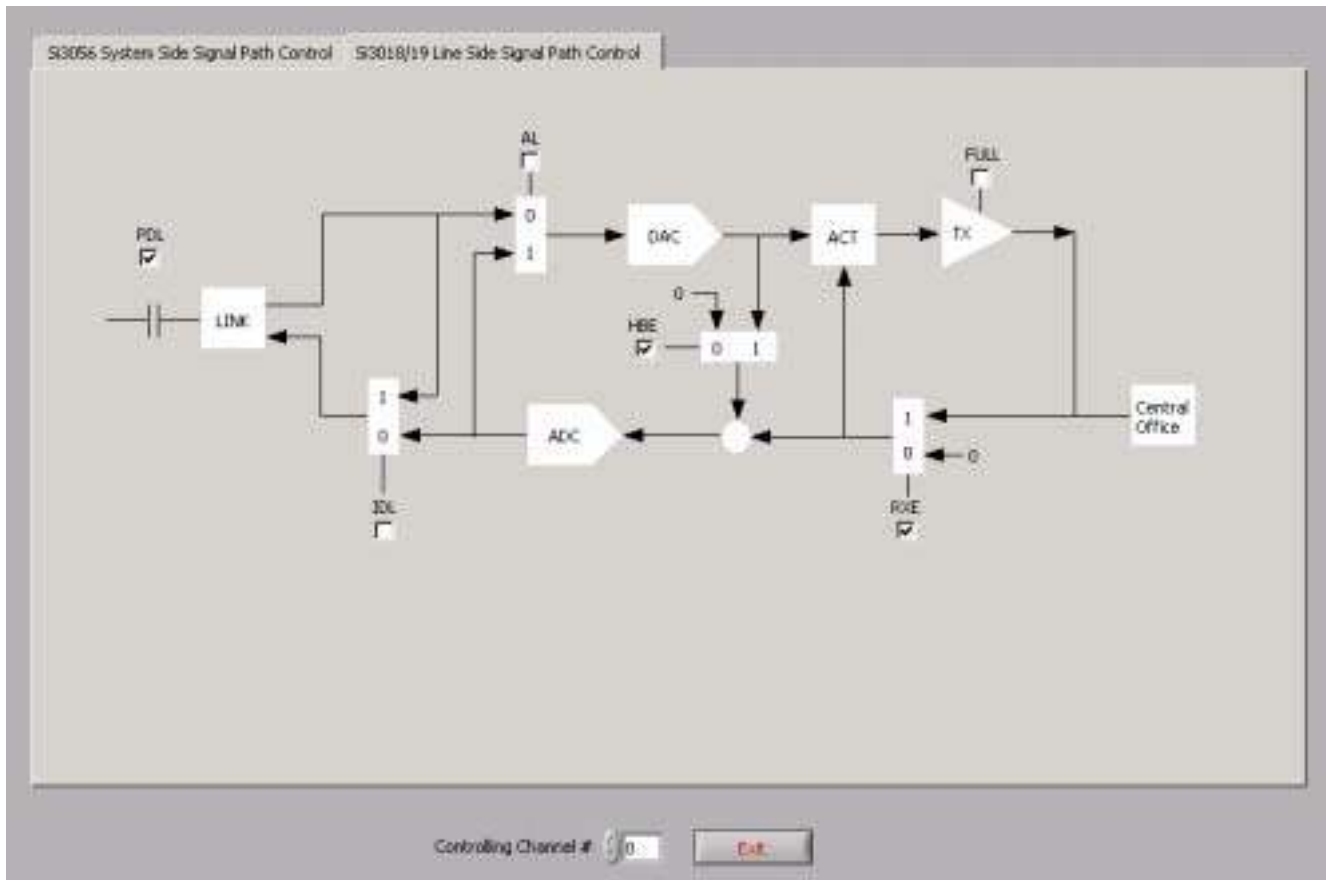 Si3056 System Side Signal Path Control
Si3018/19 Line Side Signal Path Control
AL
0
1
FULL
PDL
LINK
DAC
ACT
TX
0
HBE
0 1
1
0
ADC
1
0
0
Central
Office
IDL
RXE
Controlling Channel # 0
Exit